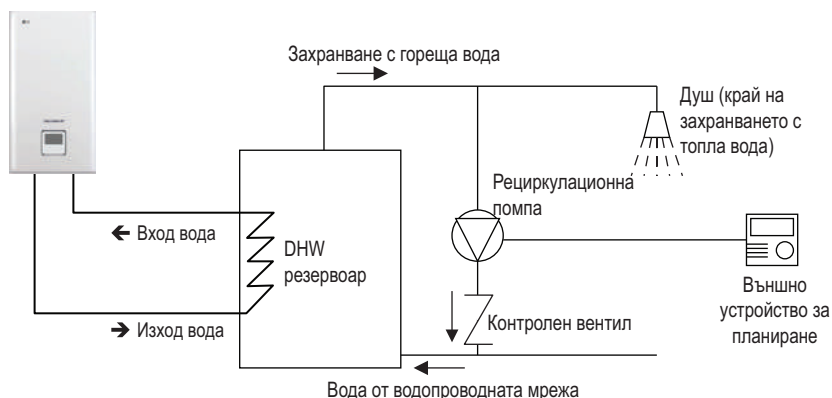 Захранване с гореща вода
Душ (край на
захранването с
топла вода)
Рециркулационна
помпа
🡰 Вход вода
DHW
резервоар
Външно
устройство за
планиране
🡲 Изход вода
Контролен вентил
Вода от водопроводната мрежа